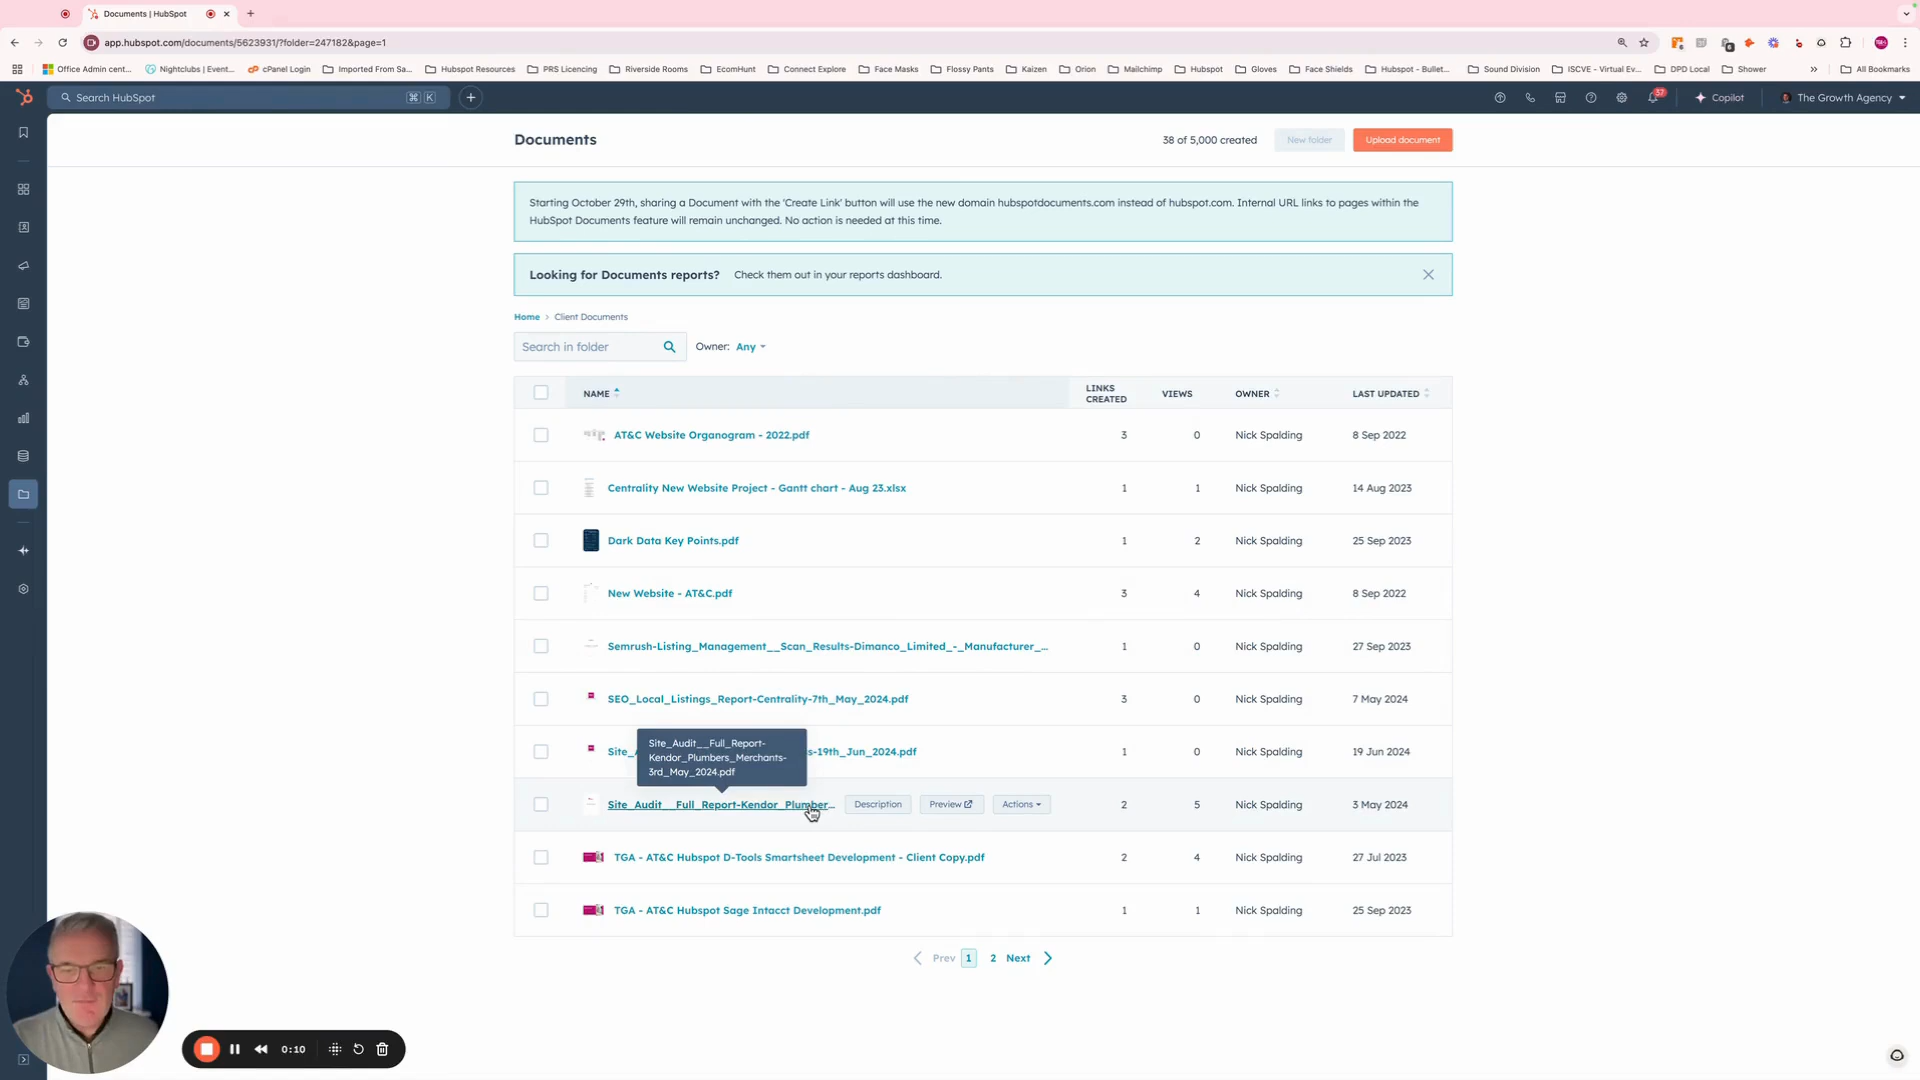 Documents | HubSpot
app.hubspot.com/documents/5623931/?folder=247182&page=1
Office Admin cent...
Nightclubs | Event...
cPanel Login
Imported From Sa...
Hubspot Resources
PRS Licencing
Riverside Rooms
EcomHunt
Connect Explore
Face Masks
Flossy Pants
Kaizen
Orion
Mailchimp
Hubspot
Gloves
Face Shields
Hubspot - Bullet...
Sound Division
ISCVE - Virtual Ev...
DPD Local
Shower
All Bookmarks
Search HubSpot
⌘ K
37
Copilot
The Growth Agency
Documents
38 of 5,000 created
New folder
Upload document
Starting October 29th, sharing a Document with the 'Create Link' button will use the new domain hubspotdocuments.com instead of hubspot.com. Internal URL links to pages within the
HubSpot Documents feature will remain unchanged. No action is needed at this time.
Looking for Documents reports? Check them out in your reports dashboard.
Home > Client Documents
Search in folder
Owner: Any
NAME
LINKS CREATED
VIEWS
OWNER
LAST UPDATED
AT&C Website Organogram - 2022.pdf 3 0 Nick Spalding 8 Sep 2022
Centrality New Website Project - Gantt chart - Aug 23.xlsx 1 1 Nick Spalding 14 Aug 2023
Dark Data Key Points.pdf 1 2 Nick Spalding 25 Sep 2023
New Website - AT&C.pdf 3 4 Nick Spalding 8 Sep 2022
Semrush-Listing_Management__Scan_Results-Dimanco_Limited_-_Manufacturer_... 1 0 Nick Spalding 27 Sep 2023
SEO_Local_Listings_Report-Centrality-7th_May_2024.pdf 3 0 Nick Spalding 7 May 2024
Site_Audit__Full_Report-
Kendor_Plumbers_Merchants-
3rd_May_2024.pdf
Site_ s-19th_Jun_2024.pdf 1 0 Nick Spalding 19 Jun 2024
Site_Audit__Full_Report-Kendor_Plumber... Description Preview Actions 2 5 Nick Spalding 3 May 2024
TGA - AT&C Hubspot D-Tools Smartsheet Development - Client Copy.pdf 2 4 Nick Spalding 27 Jul 2023
TGA - AT&C Hubspot Sage Intacct Development.pdf 1 1 Nick Spalding 25 Sep 2023
Prev 1 2 Next
0:10